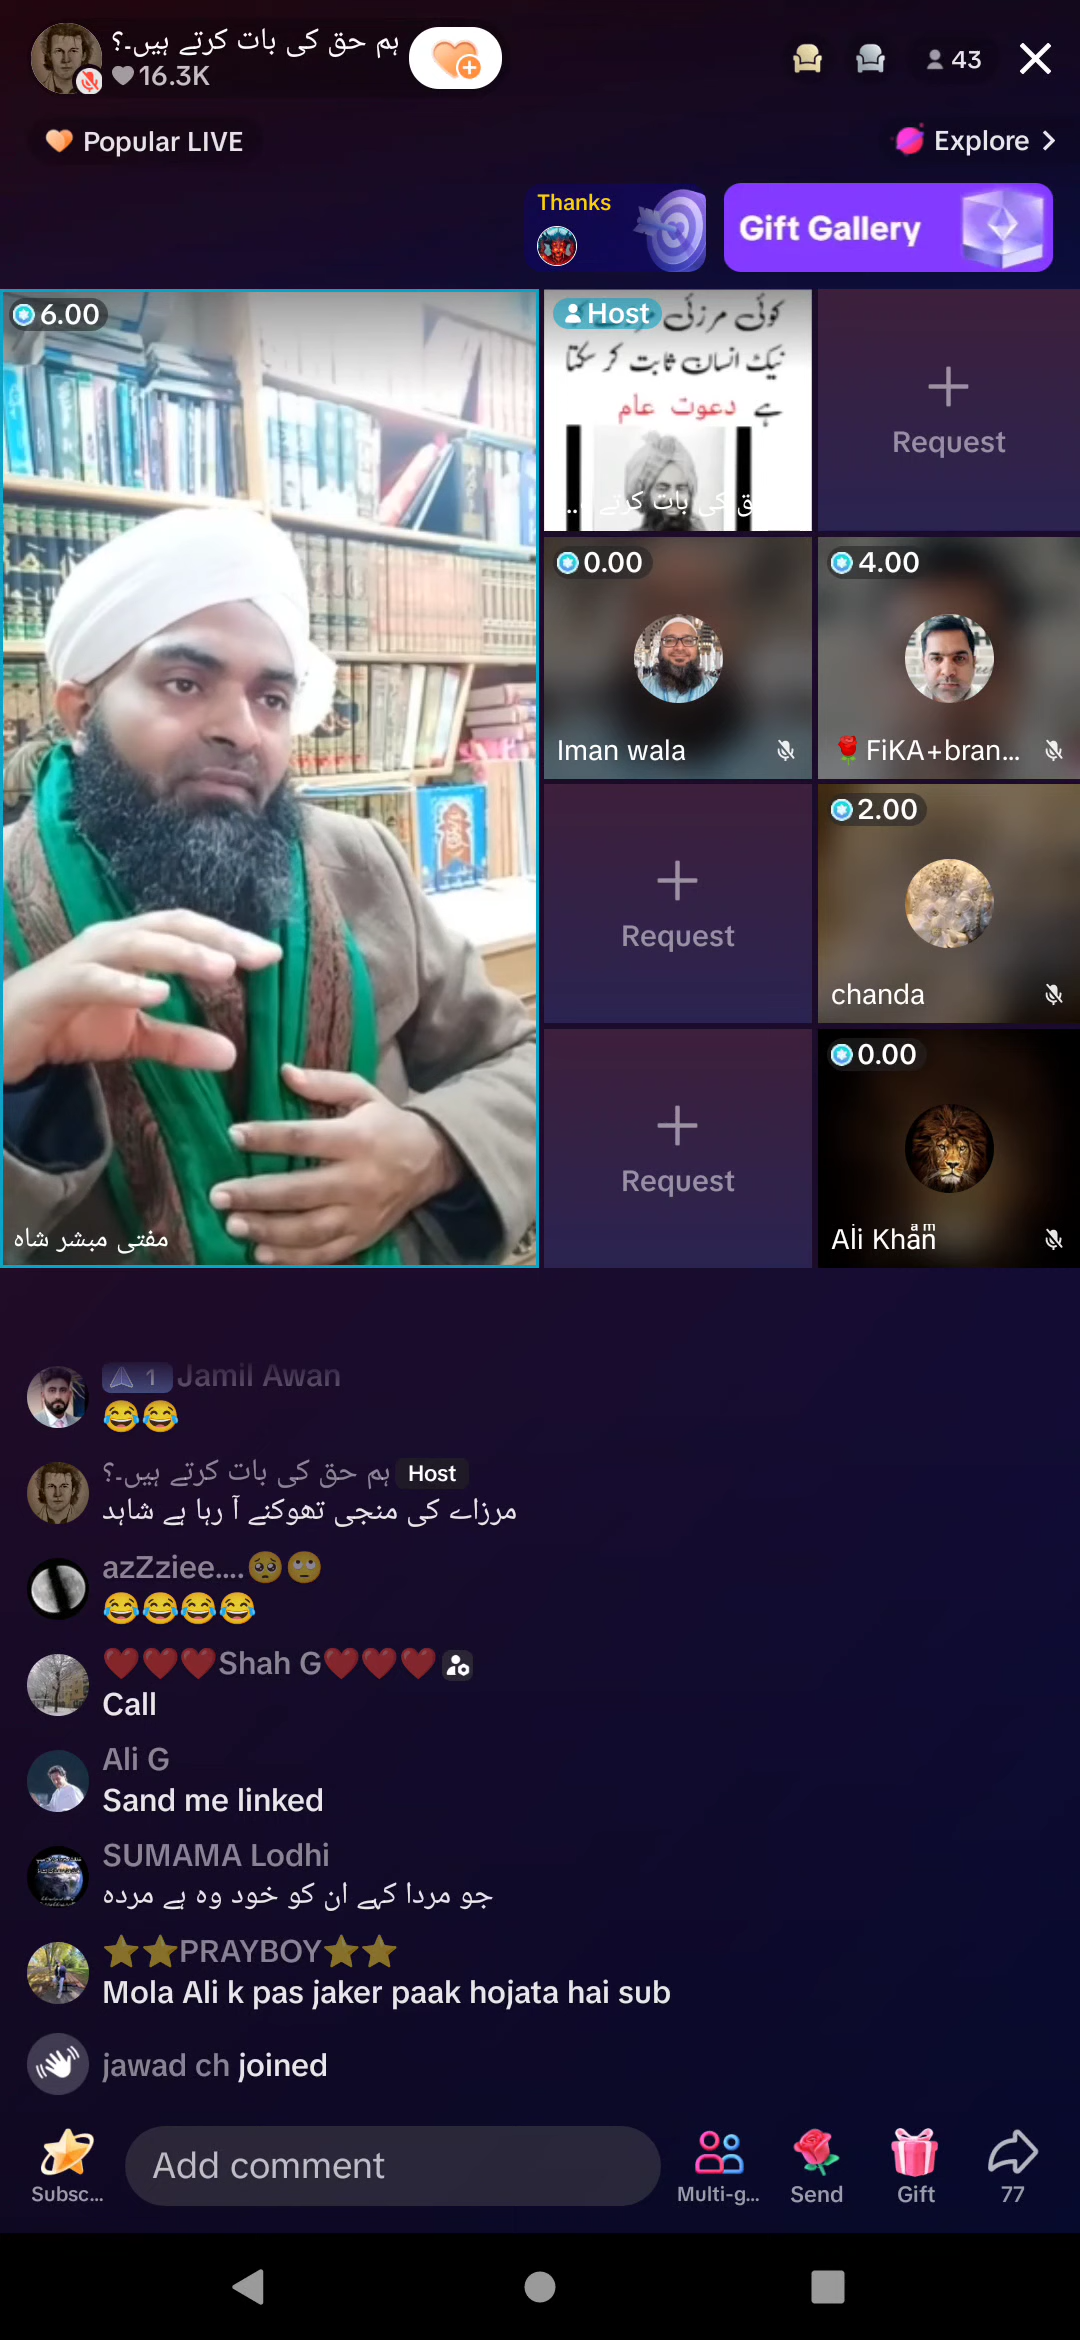 ہم حق کی بات کرتے ہیں۔؟
16.3K
43
Popular LIVE
Explore
Thanks
Gift Gallery
6.00
Host
کوئی مرزئی
نیک انسان ثابت کر سکتا
ہے دعوت عام
ق کی بات کرتے ..
Request
0.00
4.00
Iman wala
FiKA+bran...
Request
2.00
chanda
Request
0.00
Ali Khan
مفتی مبشر شاہ
1 Jamil Awan
😂😂
ہم حق کی بات کرتے ہیں۔؟ Host
مرزاے کی منجی تھوکنے آ رہا ہے شاہد
azZziee....🥺🙄
😂😂😂😂
❤️❤️❤️Shah G❤️❤️❤️
Call
Ali G
Sand me linked
SUMAMA Lodhi
جو مردا کہے ان کو خود وہ ہے مردہ
⭐⭐PRAYBOY⭐⭐
Mola Ali k pas jaker paak hojata hai sub
jawad ch joined
Subsc...
Add comment
Multi-g...
Send
Gift
77